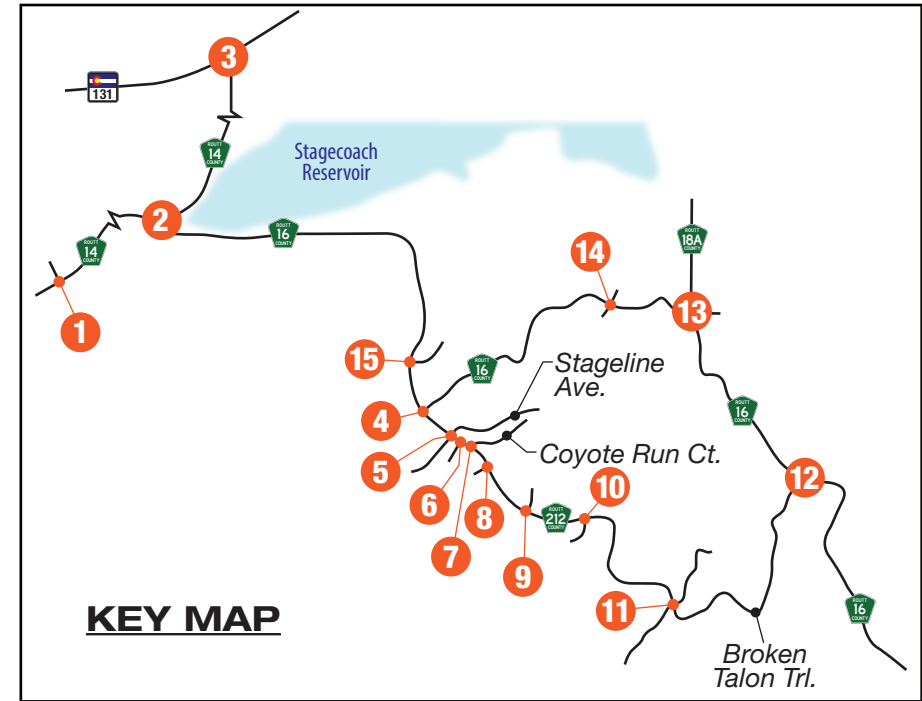 3
131
ROUTT
14
COUNTY
Stagecoach
Reservoir
2
ROUTT
16
COUNTY
ROUTT
14
COUNTY
1
ROUTT
18A
COUNTY
14
13
15
ROUTT
16
COUNTY
Stageline
Ave.
4
ROUTT
16
COUNTY
5
Coyote Run Ct.
6
7
8
9
ROUTT
212
COUNTY
10
12
11
ROUTT
16
COUNTY
KEY MAP
Broken
Talon Trl.